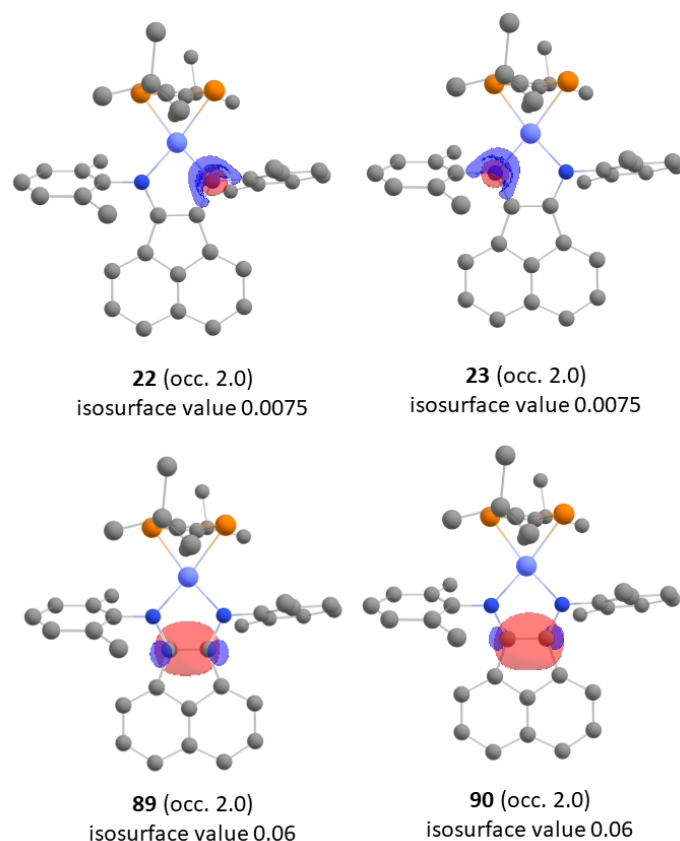 22 (occ. 2.0)
isosurface value 0.0075
23 (occ. 2.0)
isosurface value 0.0075
89 (occ. 2.0)
isosurface value 0.06
90 (occ. 2.0)
isosurface value 0.06